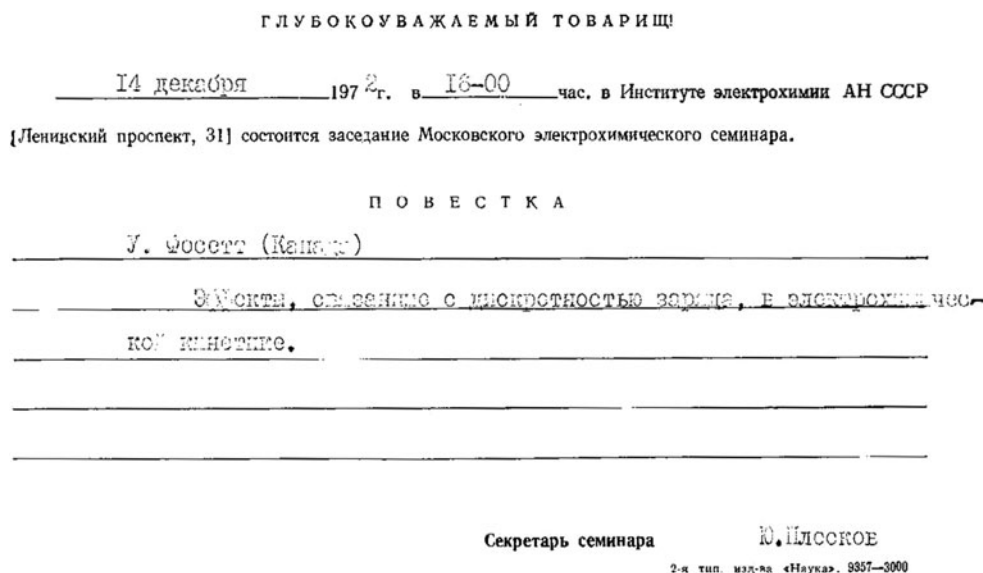 ГЛУБОКОУВАЖАЕМЫЙ ТОВАРИЩ!
14 декабря 1972 г. в 16-00 час. в Институте электрохимии АН СССР
[Ленинский проспект, 31] состоится заседание Московского электрохимического семинара.
ПОВЕСТКА
У. Фосетт (Канада)
Эффекты, связанные с дискретностью заряда, в электрохимичес-
кой кинетике.
Секретарь семинара Ю.Плесков
2-я тип. изд-ва «Наука». 9357—3000